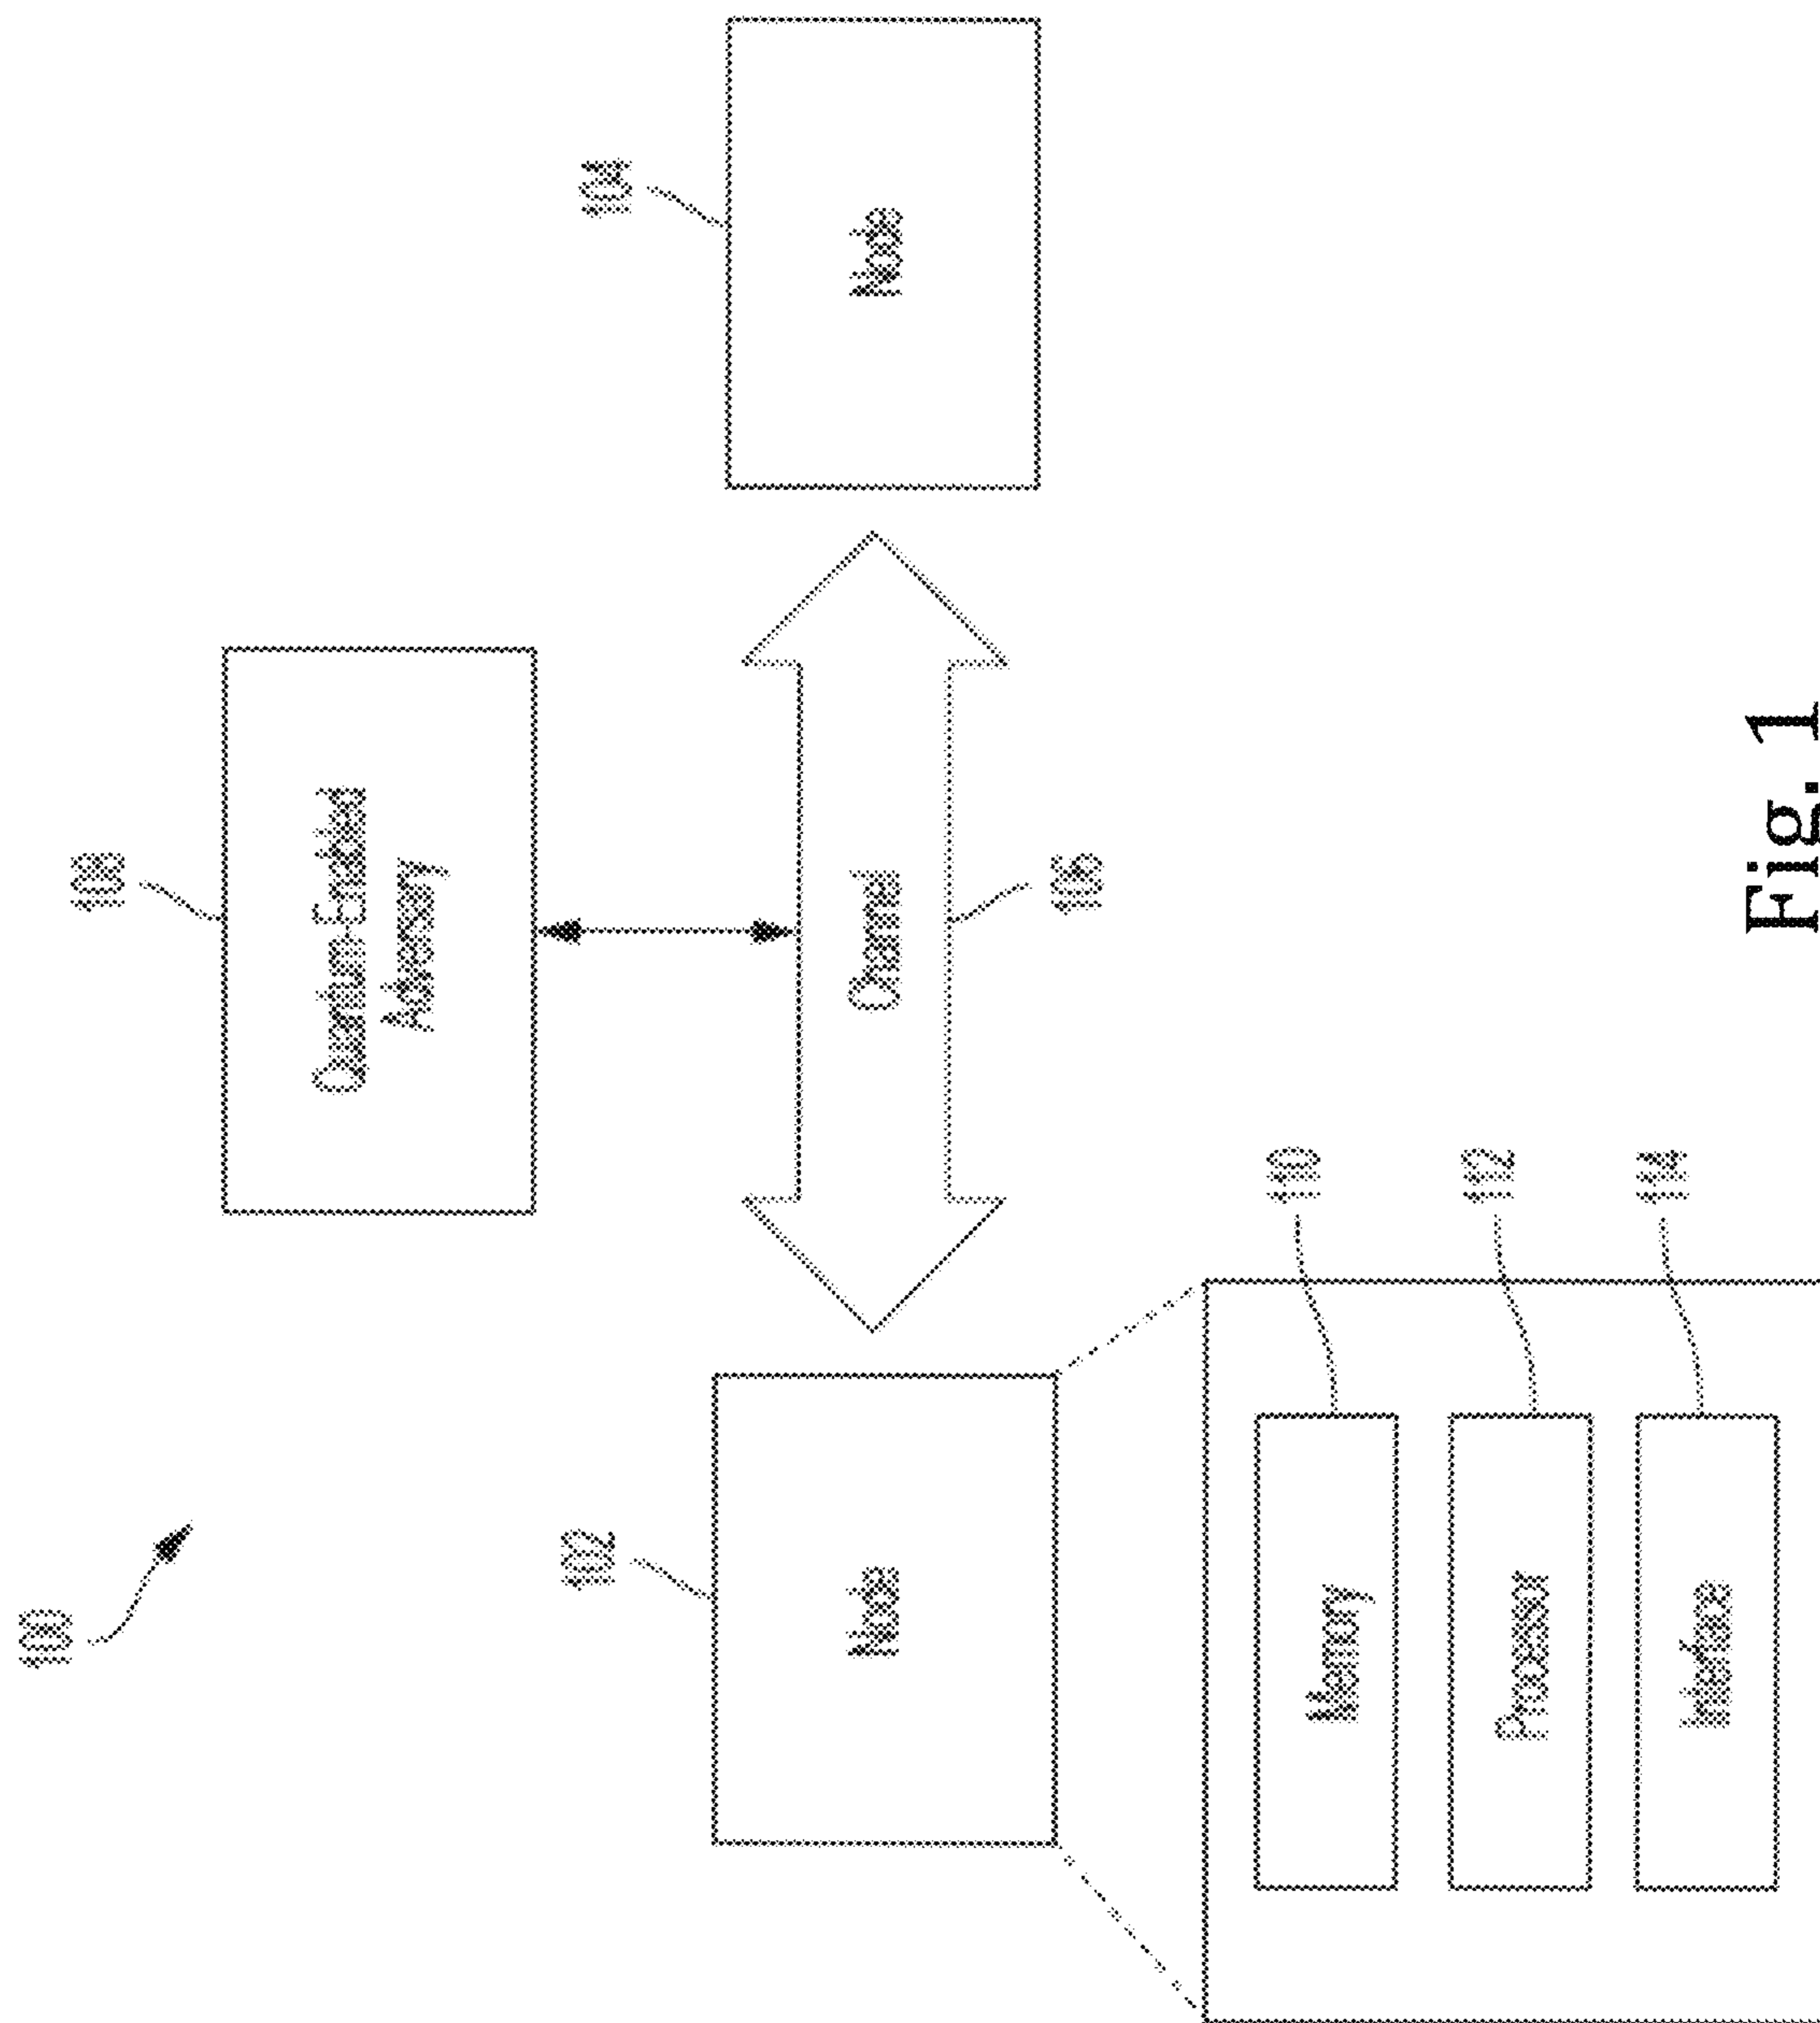 100
108
Quantum-Enabled
Adversary
102
104
Node
Channel
Node
106
Memory
110
Processor
112
Interface
114
Fig. 1